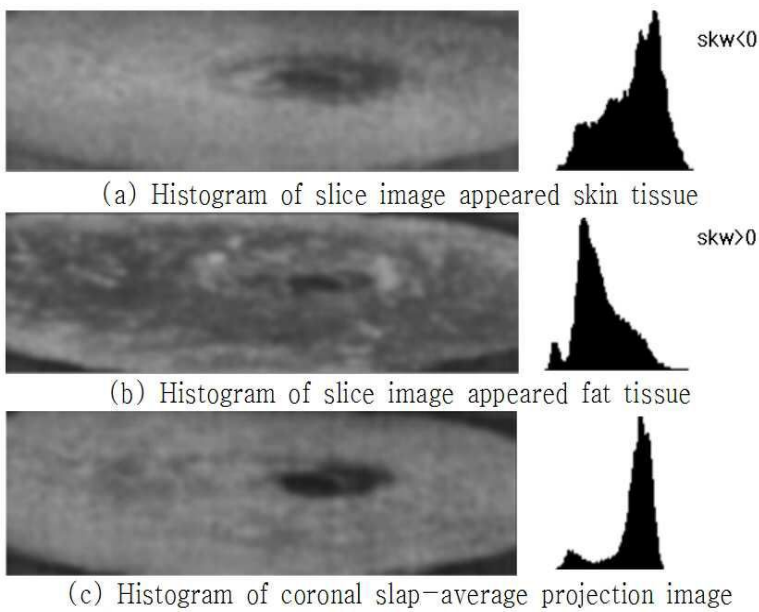 skw<0
(a) Histogram of slice image appeared skin tissue
skw>0
(b) Histogram of slice image appeared fat tissue
(c) Histogram of coronal slap-average projection image